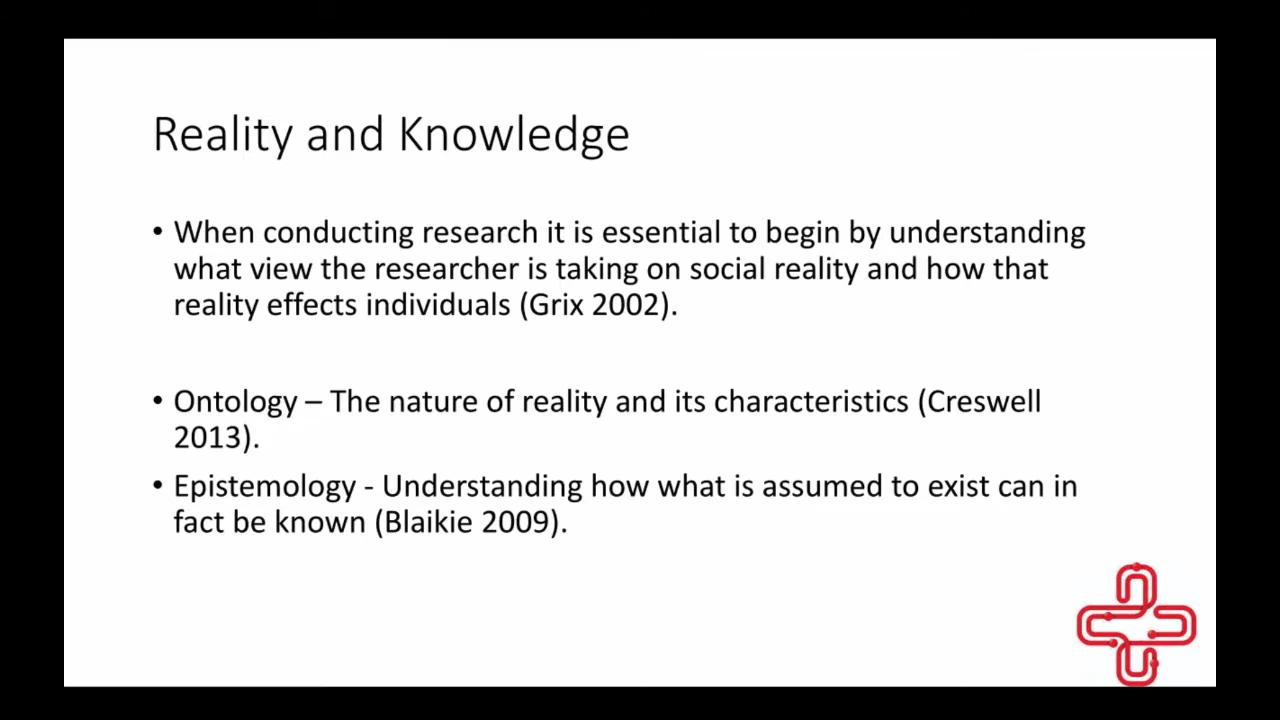 Reality and Knowledge
• When conducting research it is essential to begin by understanding
what view the researcher is taking on social reality and how that
reality effects individuals (Grix 2002).
• Ontology – The nature of reality and its characteristics (Creswell
2013).
• Epistemology - Understanding how what is assumed to exist can in
fact be known (Blaikie 2009).